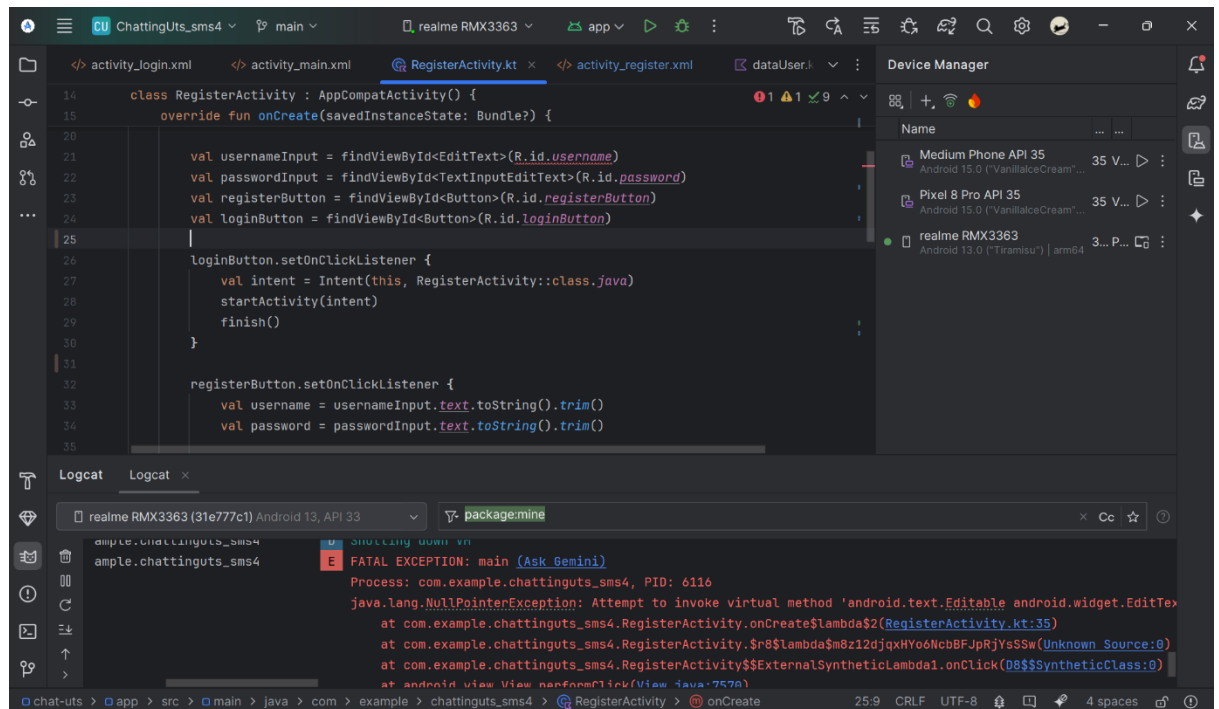 CU ChattingUts_sms4 main realme RMX3363 app
</> activity_login.xml </> activity_main.xml RegisterActivity.kt × </> activity_register.xml dataUser.k
Device Manager
14 class RegisterActivity : AppCompatActivity() {
1 1 9
15 override fun onCreate(savedInstanceState: Bundle?) {
20
21 val usernameInput = findViewById<EditText>(R.id.username)
22 val passwordInput = findViewById<TextInputEditText>(R.id.password)
23 val registerButton = findViewById<Button>(R.id.registerButton)
24 val loginButton = findViewById<Button>(R.id.loginButton)
25
26 loginButton.setOnClickListener {
27 val intent = Intent(this, RegisterActivity::class.java)
28 startActivity(intent)
29 finish()
30 }
31
32 registerButton.setOnClickListener {
33 val username = usernameInput.text.toString().trim()
34 val password = passwordInput.text.toString().trim()
35
Name ... ...
Medium Phone API 35 35 V...
Android 15.0 ("VanillaIceCream"...
Pixel 8 Pro API 35 35 V...
Android 15.0 ("VanillaIceCream"...
realme RMX3363 3... P...
Android 13.0 ("Tiramisu") | arm64
Logcat Logcat ×
realme RMX3363 (31e777c1) Android 13, API 33 package:mine × Cc
ample.chattinguts_sms4 D Shutting down VM
ample.chattinguts_sms4 E FATAL EXCEPTION: main (Ask Gemini)
Process: com.example.chattinguts_sms4, PID: 6116
java.lang.NullPointerException: Attempt to invoke virtual method 'android.text.Editable android.widget.EditTex
at com.example.chattinguts_sms4.RegisterActivity.onCreate$lambda$2(RegisterActivity.kt:35)
at com.example.chattinguts_sms4.RegisterActivity.$r8$lambda$m8z12djqxHYo6NcbBFJpRjYsSSw(Unknown Source:0)
at com.example.chattinguts_sms4.RegisterActivity$$ExternalSyntheticLambda1.onClick(D8$$SyntheticClass:0)
at android.view.View.performClick(View.java:7570)
chat-uts > app > src > main > java > com > example > chattinguts_sms4 > RegisterActivity > onCreate 25:9 CRLF UTF-8 4 spaces